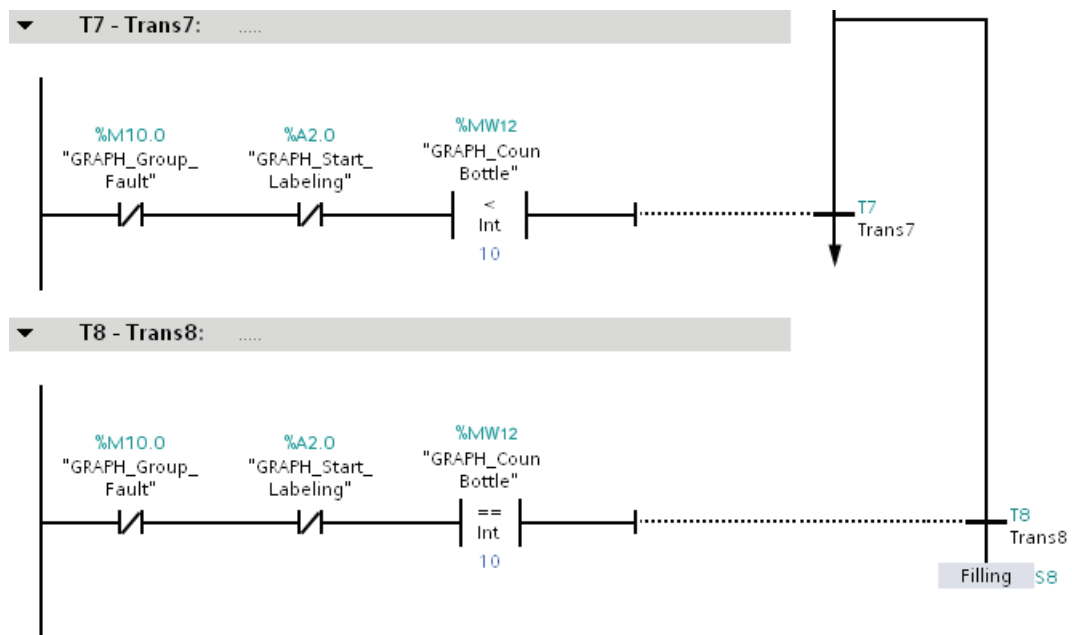 T7 - Trans7: .....
%M10.0
"GRAPH_Group_
Fault"
%A2.0
"GRAPH_Start_
Labeling"
%MW12
"GRAPH_Coun
Bottle"
<
Int
10
T7
Trans7
T8 - Trans8: .....
%M10.0
"GRAPH_Group_
Fault"
%A2.0
"GRAPH_Start_
Labeling"
%MW12
"GRAPH_Coun
Bottle"
==
Int
10
T8
Trans8
Filling S8